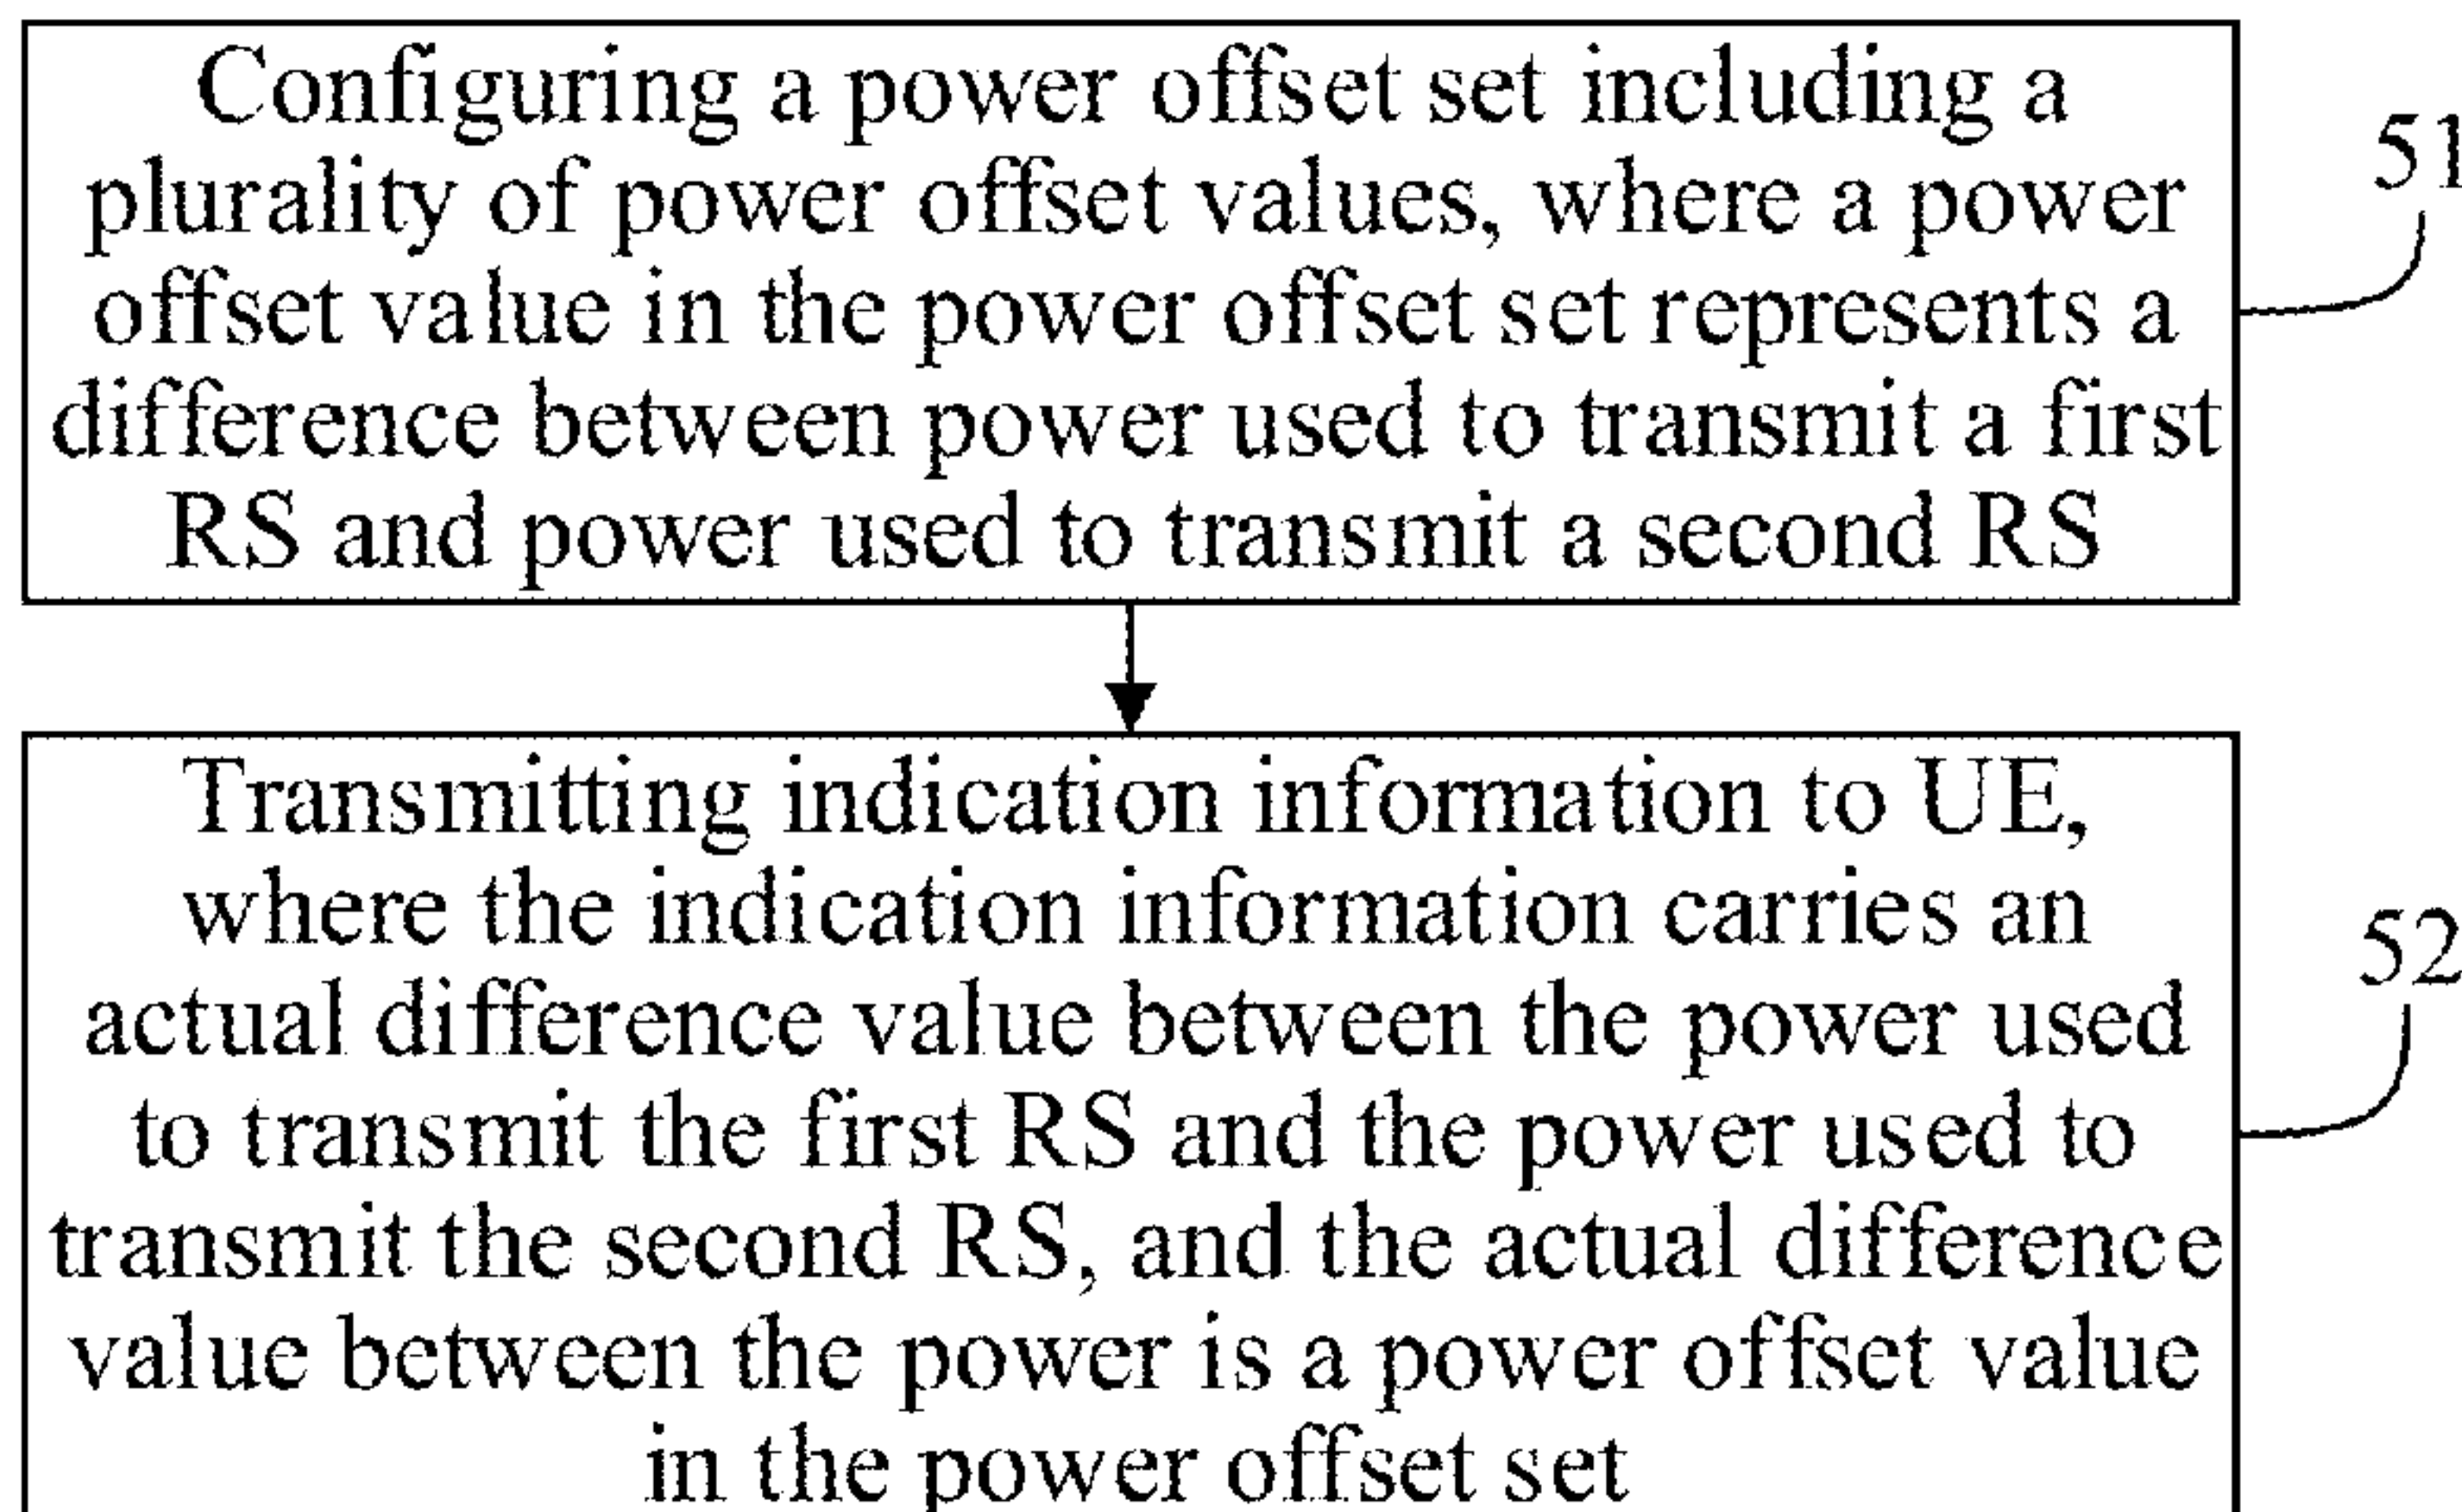 Configuring a power offset set including a
plurality of power offset values, where a power
offset value in the power offset set represents a
difference between power used to transmit a first
RS and power used to transmit a second RS
51
Transmitting indication information to UE,
where the indication information carries an
actual difference value between the power used
to transmit the first RS and the power used to
transmit the second RS, and the actual difference
value between the power is a power offset value
in the power offset set
52